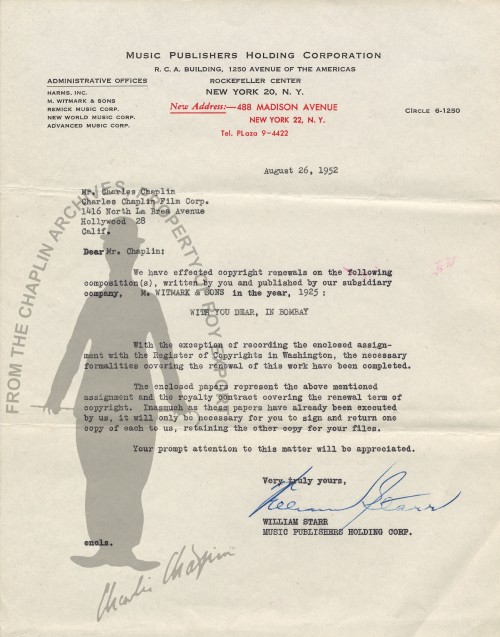 MUSIC PUBLISHERS HOLDING CORPORATION
R. C. A. BUILDING, 1250 AVENUE OF THE AMERICAS
ROCKEFELLER CENTER
NEW YORK 20, N. Y.
ADMINISTRATIVE OFFICES
HARMS, INC.
M. WITMARK & SONS
REMICK MUSIC CORP.
NEW WORLD MUSIC CORP.
ADVANCED MUSIC CORP.
New Address:—488 MADISON AVENUE
NEW YORK 22, N. Y.
Tel. PLaza 9-4422
CIRCLE 6-1250
August 26, 1952
Mr. Charles Chaplin
Charles Chaplin Film Corp.
1416 North La Brea Avenue
Hollywood 28
Calif.
Dear Mr. Chaplin:
We have effected copyright renewals on the following
composition(s), written by you and published by our subsidiary
company, M. WITMARK & SONS in the year, 1925:
WITH YOU DEAR, IN BOMBAY
With the exception of recording the enclosed assign-
ment with the Register of Copyrights in Washington, the necessary
formalities covering the renewal of this work have been completed.
The enclosed papers represent the above mentioned
assignment and the royalty contract covering the renewal term of
copyright. Inasmuch as these papers have already been executed
by us, it will only be necessary for you to sign and return one
copy of each to us, retaining the other copy for your files.
Your prompt attention to this matter will be appreciated.
Very truly yours,
William Starr
WILLIAM STARR
MUSIC PUBLISHERS HOLDING CORP.
encls.
FROM THE CHAPLIN ARCHIVES, PROPERTY OF ROY EXPORT
Charlie Chaplin